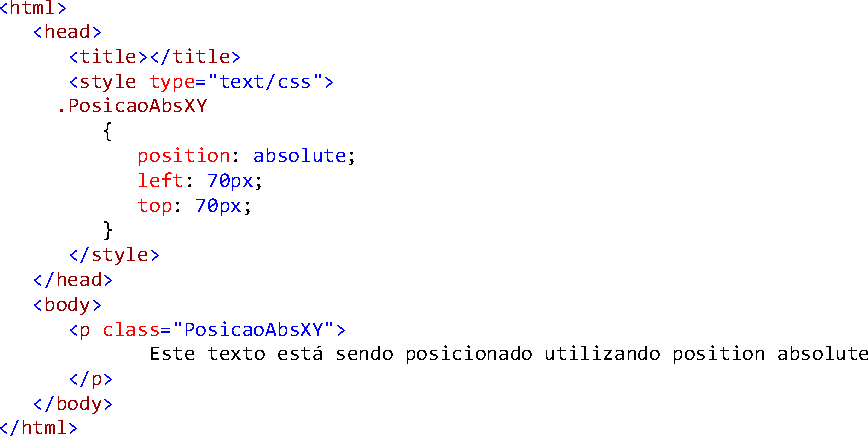 <html>
<head>
<title></title>
<style type="text/css">
.PosicaoAbsXY
{
position: absolute;
left: 70px;
top: 70px;
}
</style>
</head>
<body>
<p class="PosicaoAbsXY">
Este texto está sendo posicionado utilizando position absolute
</p>
</body>
</html>